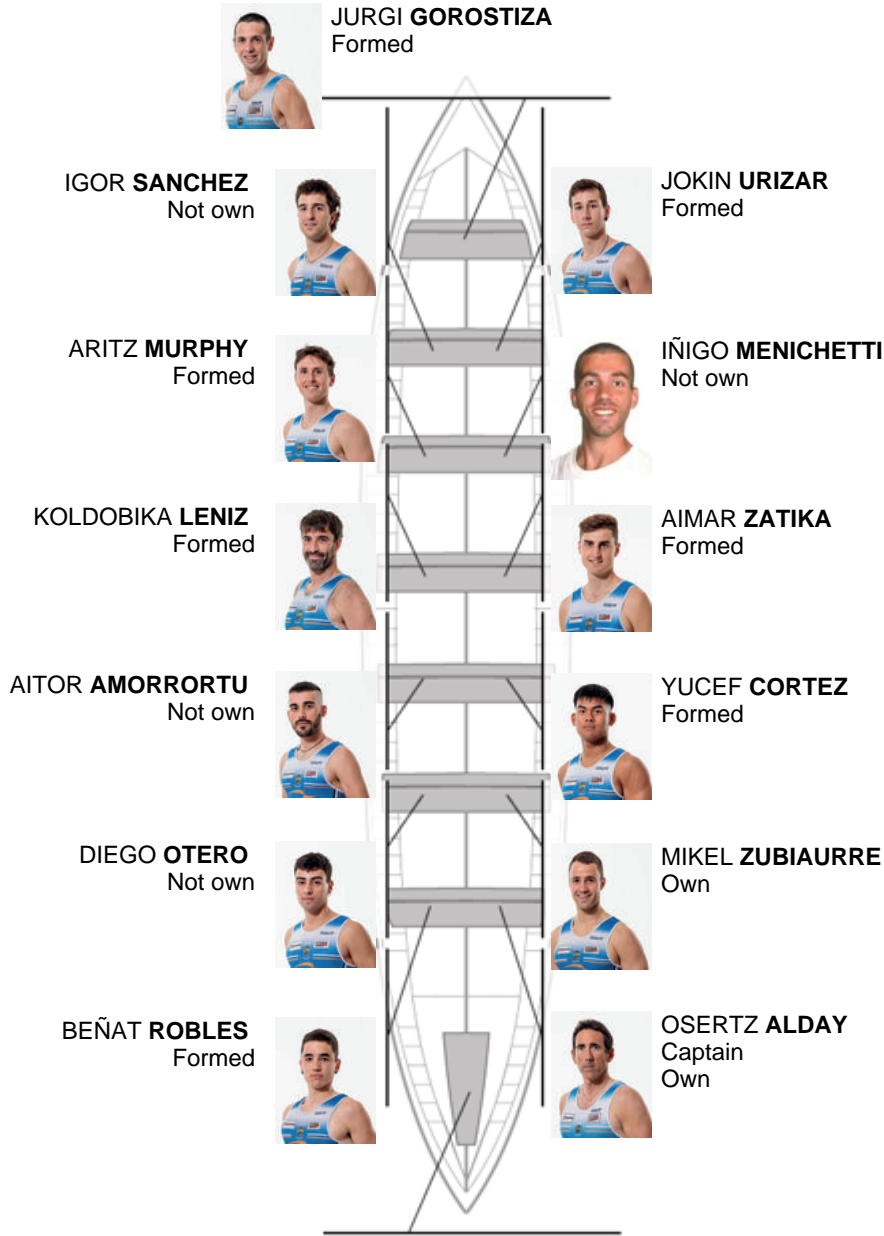 JURGI GOROSTIZA
Formed
IGOR SANCHEZ
Not own
JOKIN URIZAR
Formed
ARITZ MURPHY
Formed
IÑIGO MENICHETTI
Not own
KOLDOBIKA LENIZ
Formed
AIMAR ZATIKA
Formed
AITOR AMORRORTU
Not own
YUCEF CORTEZ
Formed
DIEGO OTERO
Not own
MIKEL ZUBIAURRE
Own
BEÑAT ROBLES
Formed
OSERTZ ALDAY
Captain
Own